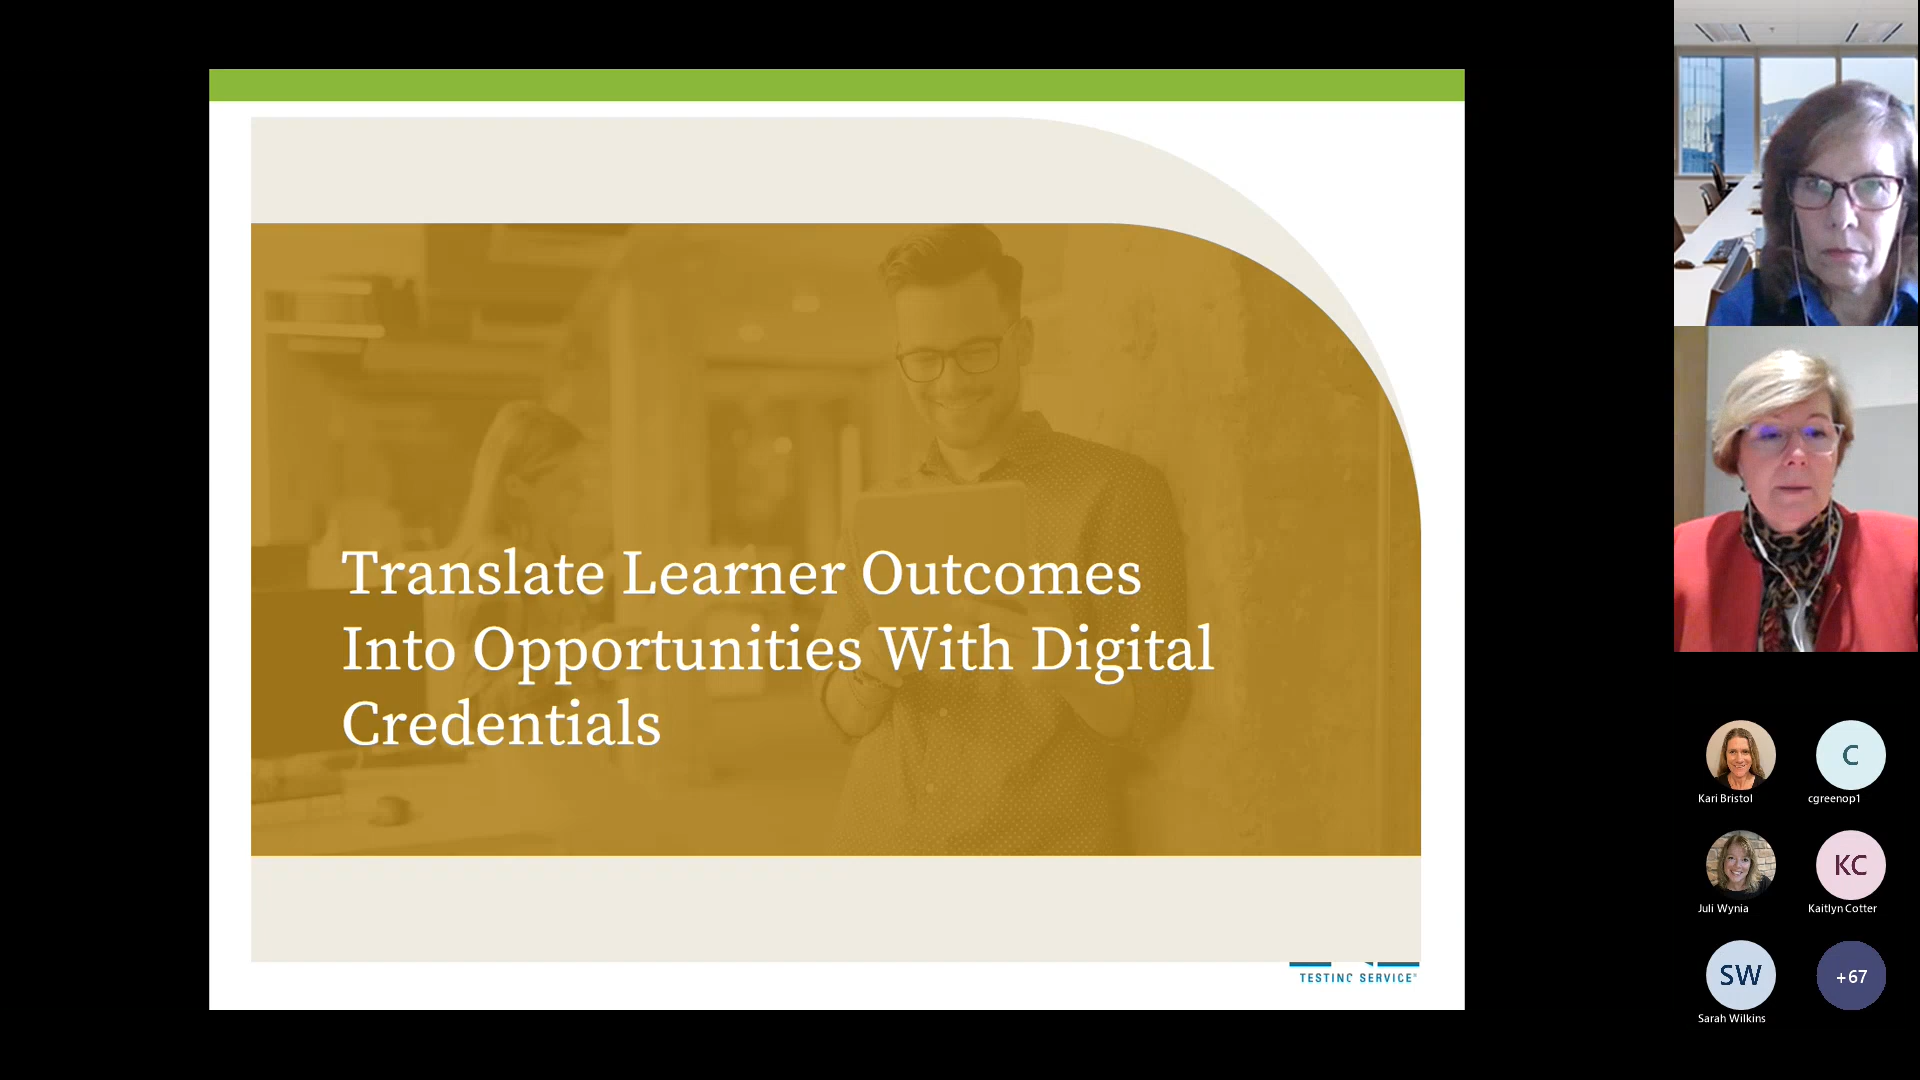 Translate Learner Outcomes
Into Opportunities With Digital
Credentials
TESTING SERVICE®
Kari Bristol
C
cgreenop1
Juli Wynia
KC
Kaitlyn Cotter
SW
Sarah Wilkins
+67